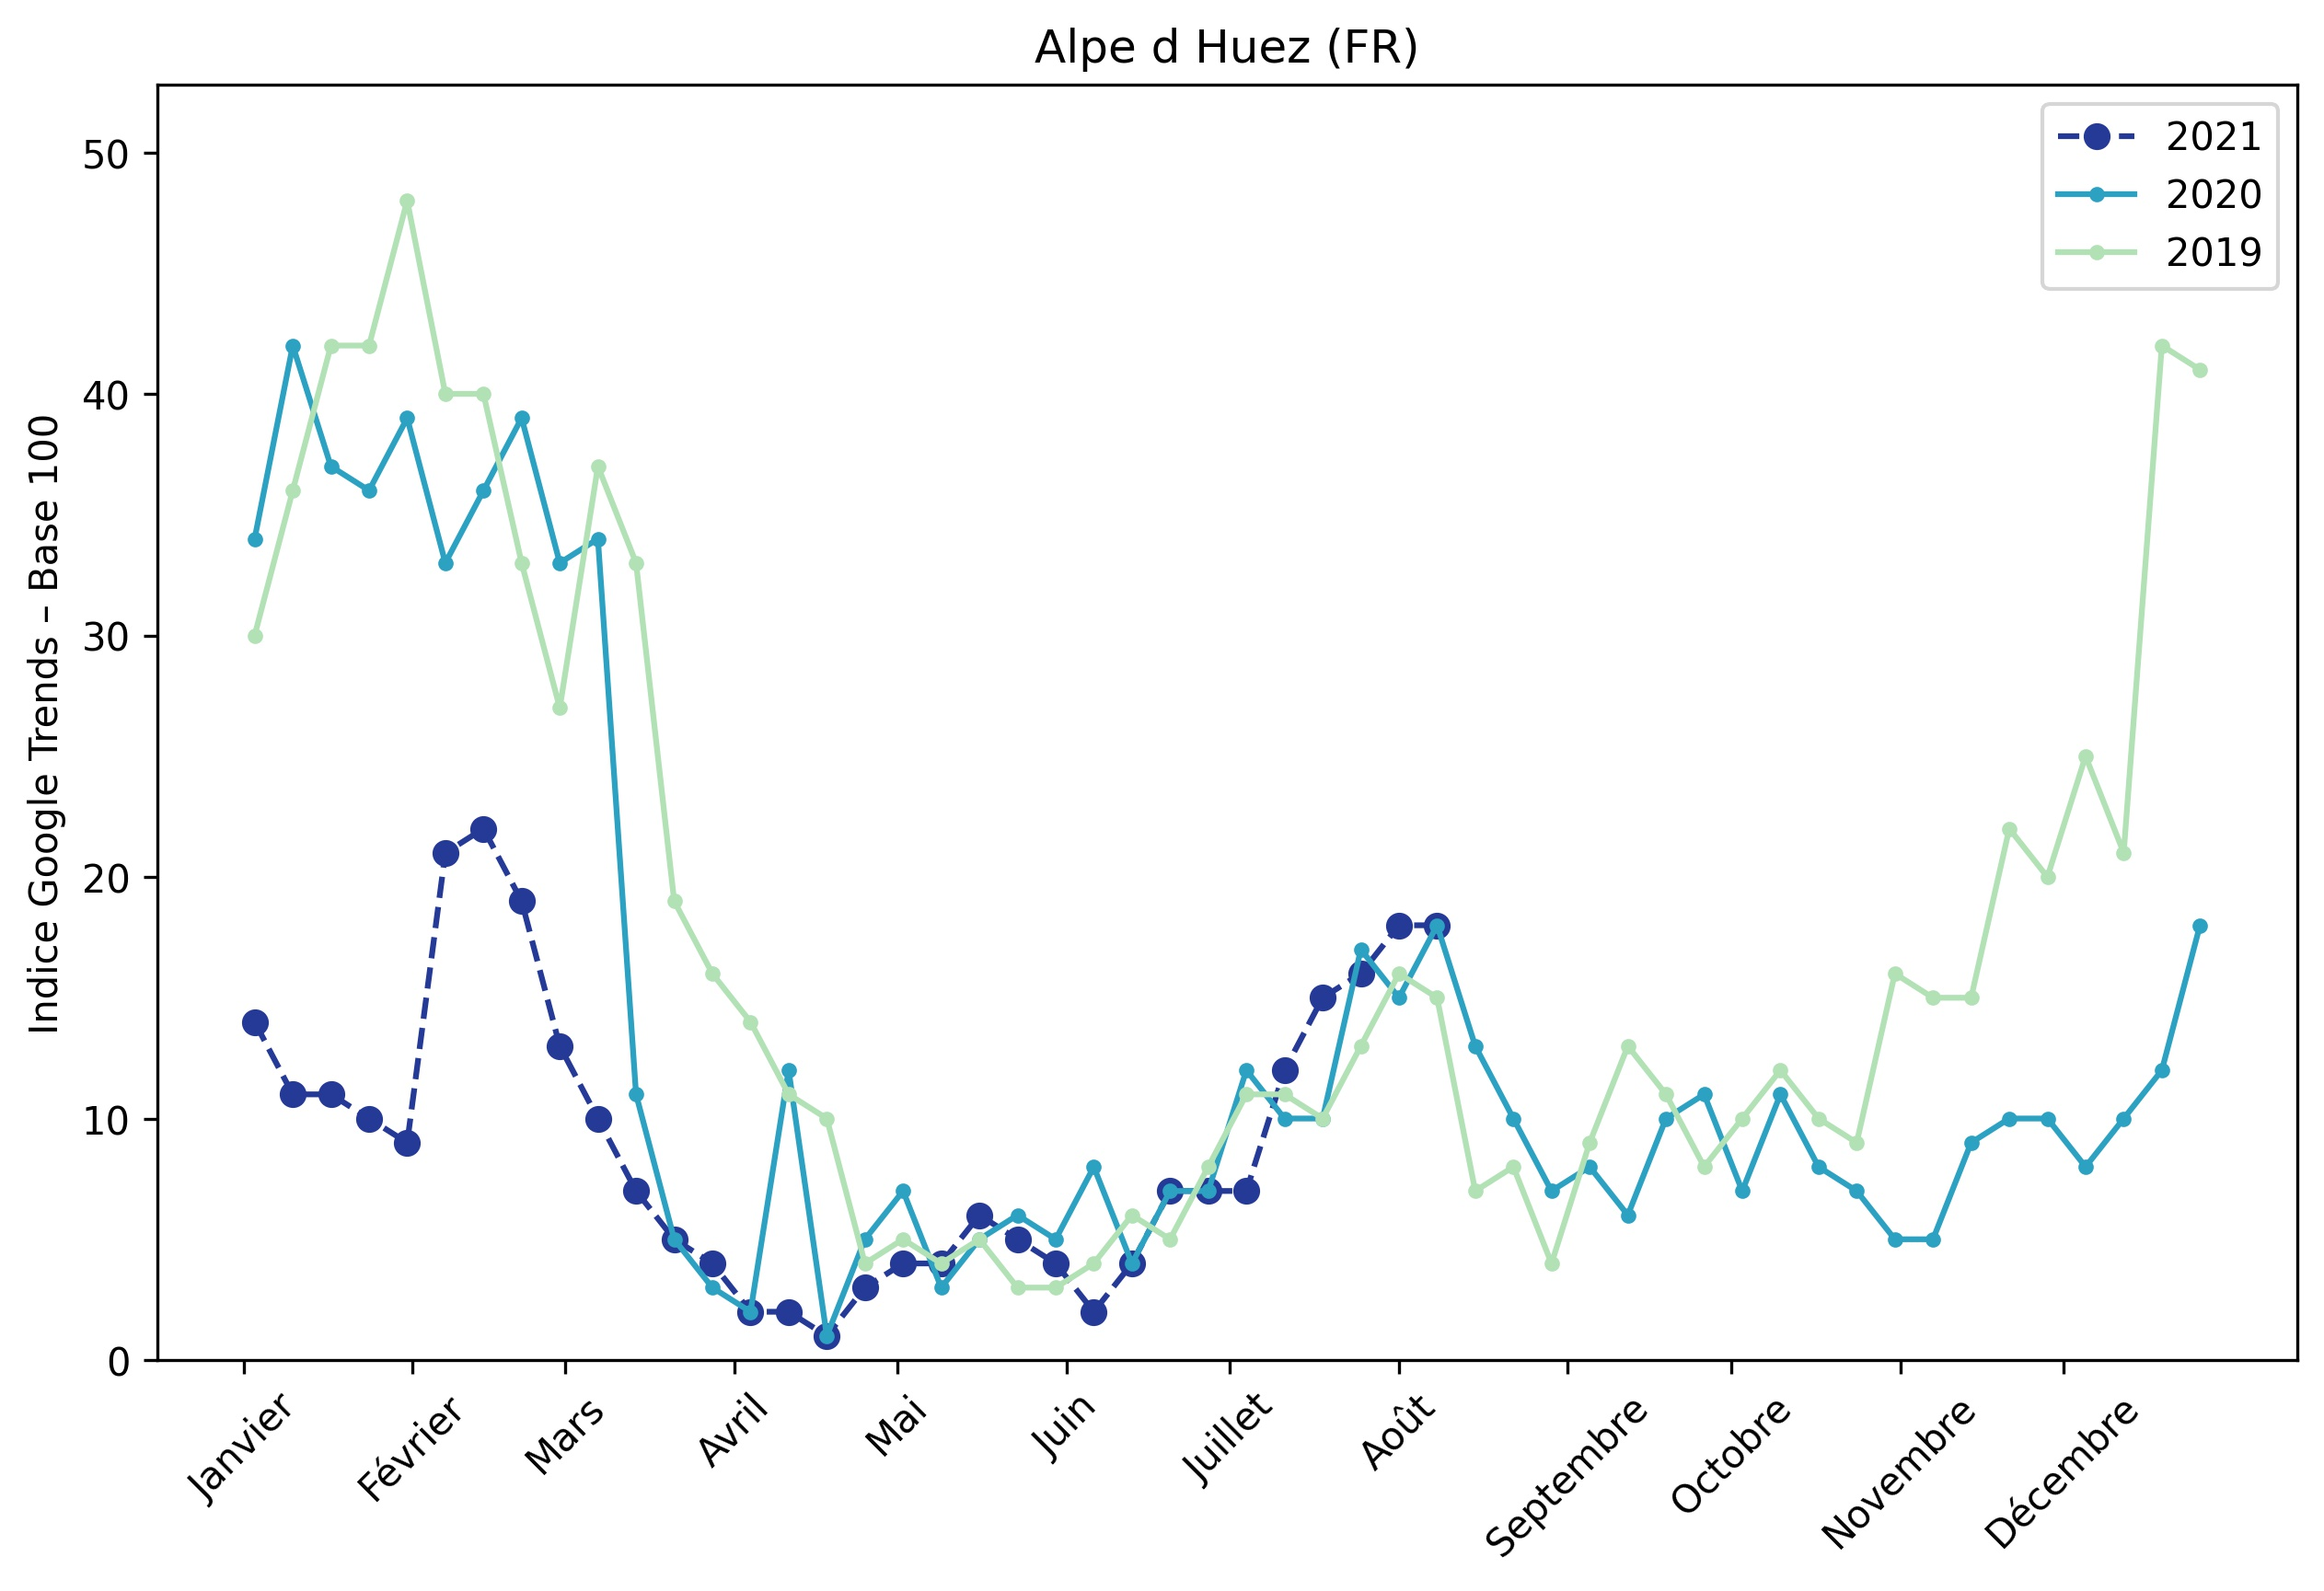 Alpe d Huez (FR)
Indice Google Trends – Base 100
50
40
30
20
10
0
2021
2020
2019
Janvier
Février
Mars
Avril
Mai
Juin
Juillet
Août
Septembre
Octobre
Novembre
Décembre